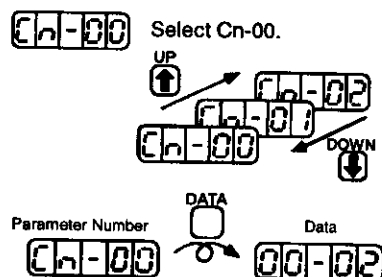 Cn-00 Select Cn-00.
UP
Cn-02
Cn-01
Cn-00
DOWN
DATA
Parameter Number Data
Cn-00 00-02